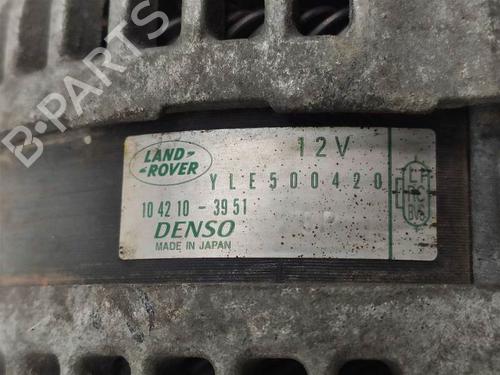 B-PARTS
LAND-
-ROVER
12V
YLE500420
104210-3951
DENSO
MADE IN JAPAN